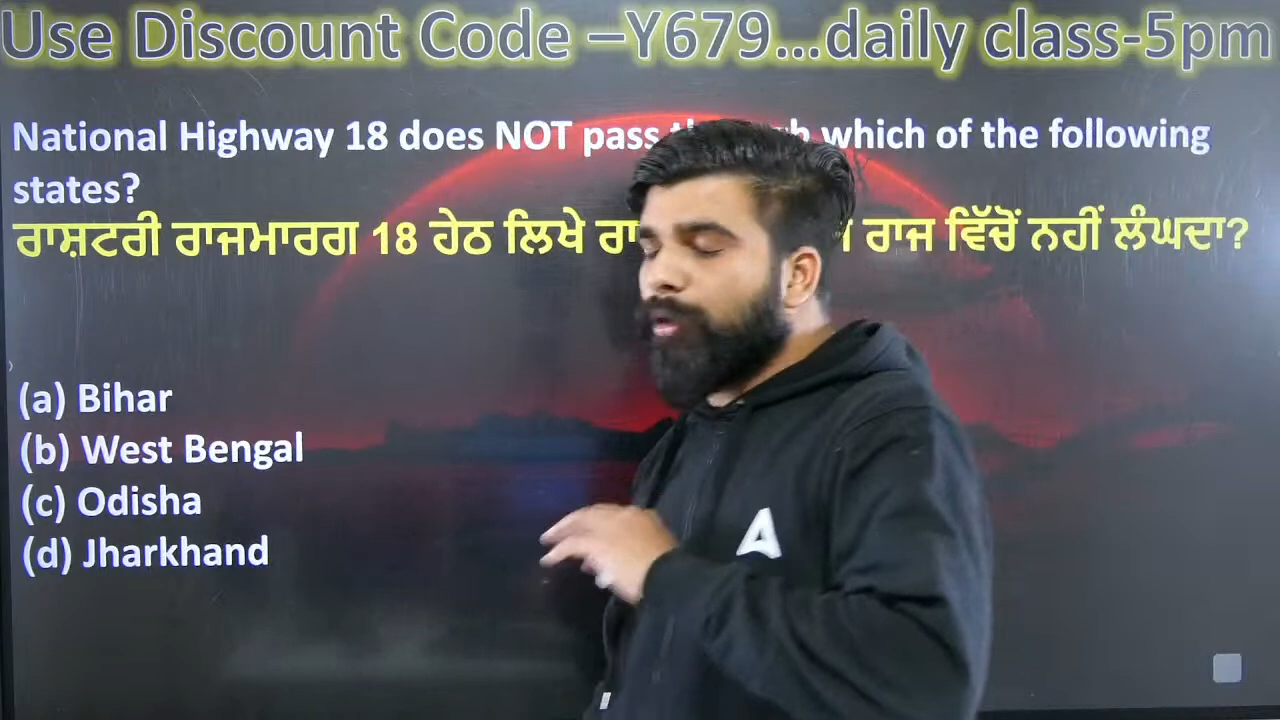 Use Discount Code –Y679...daily class-5pm
National Highway 18 does NOT pass which of the following
states?
ਰਾਸ਼ਟਰੀ ਰਾਜਮਾਰਗ 18 ਹੇਠ ਲਿਖੇ ਰਾਜ ਵਿੱਚੋਂ ਨਹੀਂ ਲੰਘਦਾ?
(a) Bihar
(b) West Bengal
(c) Odisha
(d) Jharkhand